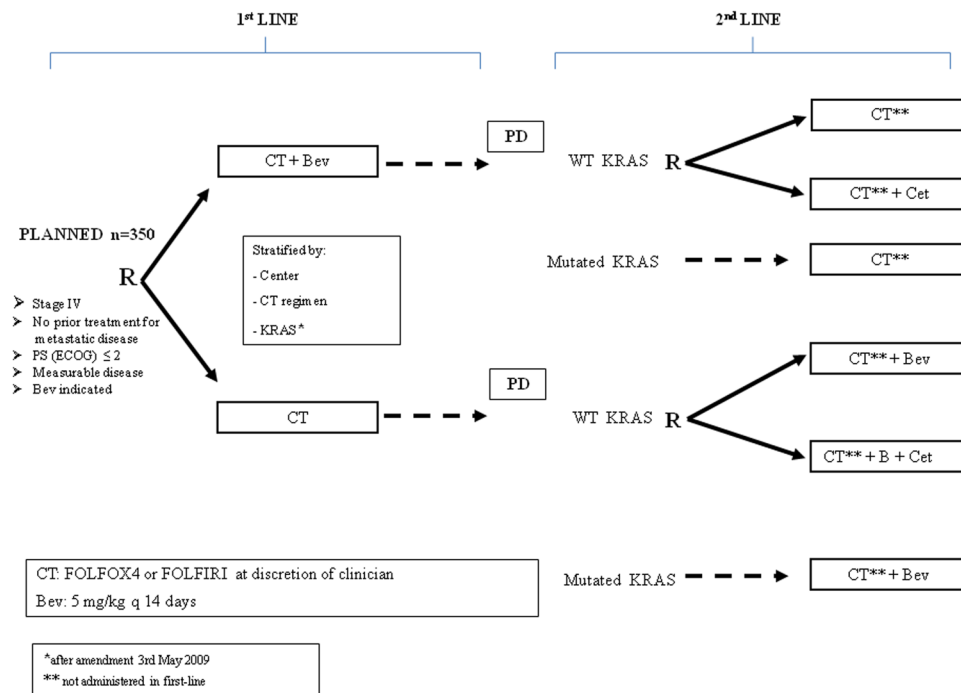 1st LINE
2nd LINE
CT**
PD
CT + Bev
WT KRAS R
CT** + Cet
PLANNED n=350
R
Stratified by:
- Center
- CT regimen
- KRAS*
Mutated KRAS
CT**
➢ Stage IV
➢ No prior treatment for
metastatic disease
➢ PS (ECOG) ≤ 2
➢ Measurable disease
➢ Bev indicated
CT** + Bev
PD
CT
WT KRAS R
CT** + B + Cet
CT: FOLFOX4 or FOLFIRI at discretion of clinician
Bev: 5 mg/kg q 14 days
Mutated KRAS
CT** + Bev
*after amendment 3rd May 2009
** not administered in first-line